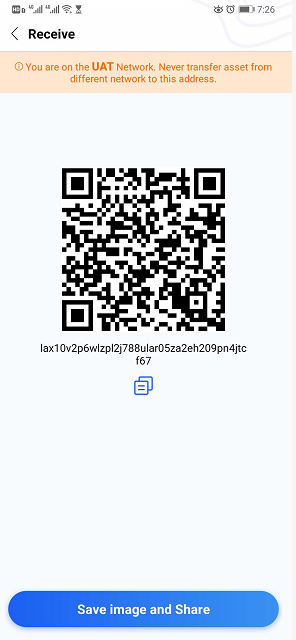 7:26
Receive
You are on the UAT Network. Never transfer asset from
different network to this address.
lax10v2p6wlzpl2j788ular05za2eh209pn4jtc
f67
Save image and Share